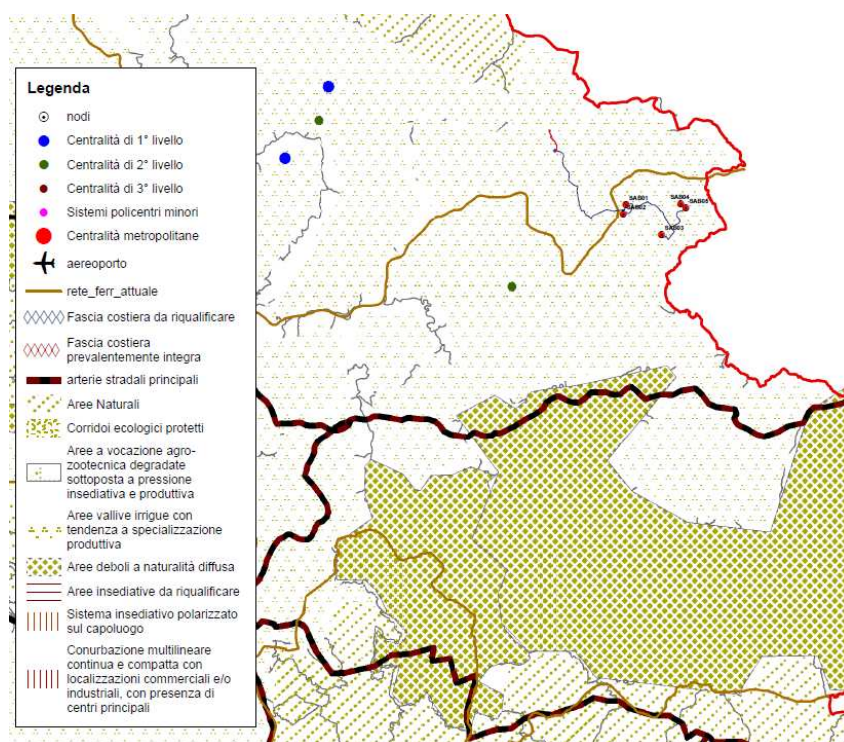 Legenda
nodi
Centralità di 1° livello
Centralità di 2° livello
Centralità di 3° livello
Sistemi policentri minori
Centralità metropolitane
aereoporto
rete_ferr_attuale
Fascia costiera da riqualificare
Fascia costiera
prevalentemente integra
arterie stradali principali
Aree Naturali
Corridoi ecologici protetti
Aree a vocazione agro-
zootecnica degradate
sottoposta a pressione
insediativa e produttiva
Aree vallive irrigue con
tendenza a specializzazione
produttiva
Aree deboli a naturalità diffusa
Aree insediative da riqualificare
Sistema insediativo polarizzato
sul capoluogo
Conurbazione multilineare
continua e compatta con
localizzazioni commerciali e/o
industriali, con presenza di
centri principali
SAB01
SAB02
SAB04
SAB05
SAB03